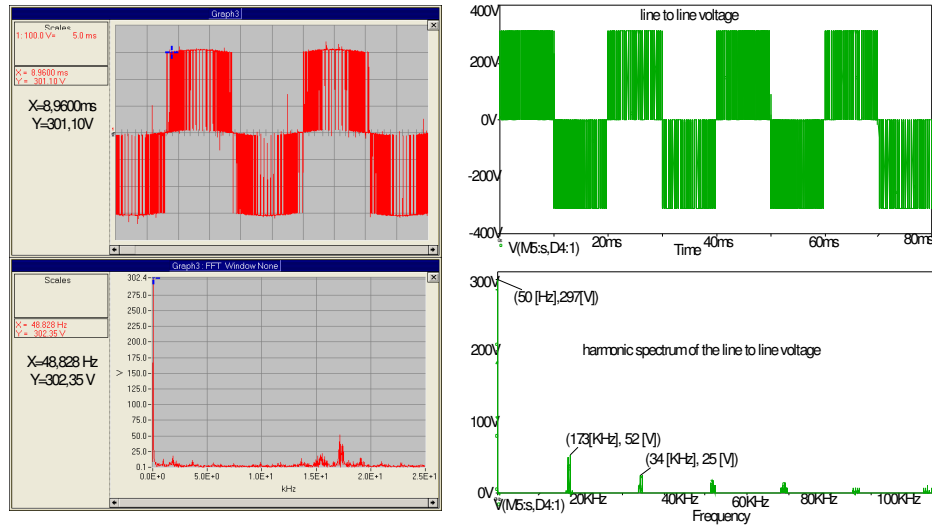 Graph3
Scales
1: 100.0 V= 5.0 ms
X = 8.9600 ms
Y = 301.10 V
X=8,9600ms
Y=301,10V
Graph3 : FFT Window None
Scales
X = 48.828 Hz
Y = 302.35 V
X=48,828 Hz
Y=302,35 V
302.4
275.0
250.0
225.0
200.0
175.0
150.0
125.0
100.0
75.0
50.0
25.0
0.1
V
0.0E+0 5.0E+0 1.0E+1 1.5E+1 2.0E+1 2.5E+1
kHz
400V
line to line voltage
200V
0V
-200V
-400V
V(M5:s,D4:1)
20ms 40ms 60ms 80ms
Time
300V
(50 [Hz],297[V])
200V
harmonic spectrum of the line to line voltage
100V
(173[KHz], 52 [V])
(34 [KHz], 25 [V])
0V
V(M5:s,D4:1)
20KHz 40KHz 60KHz 80KHz 100KHz
Frequency